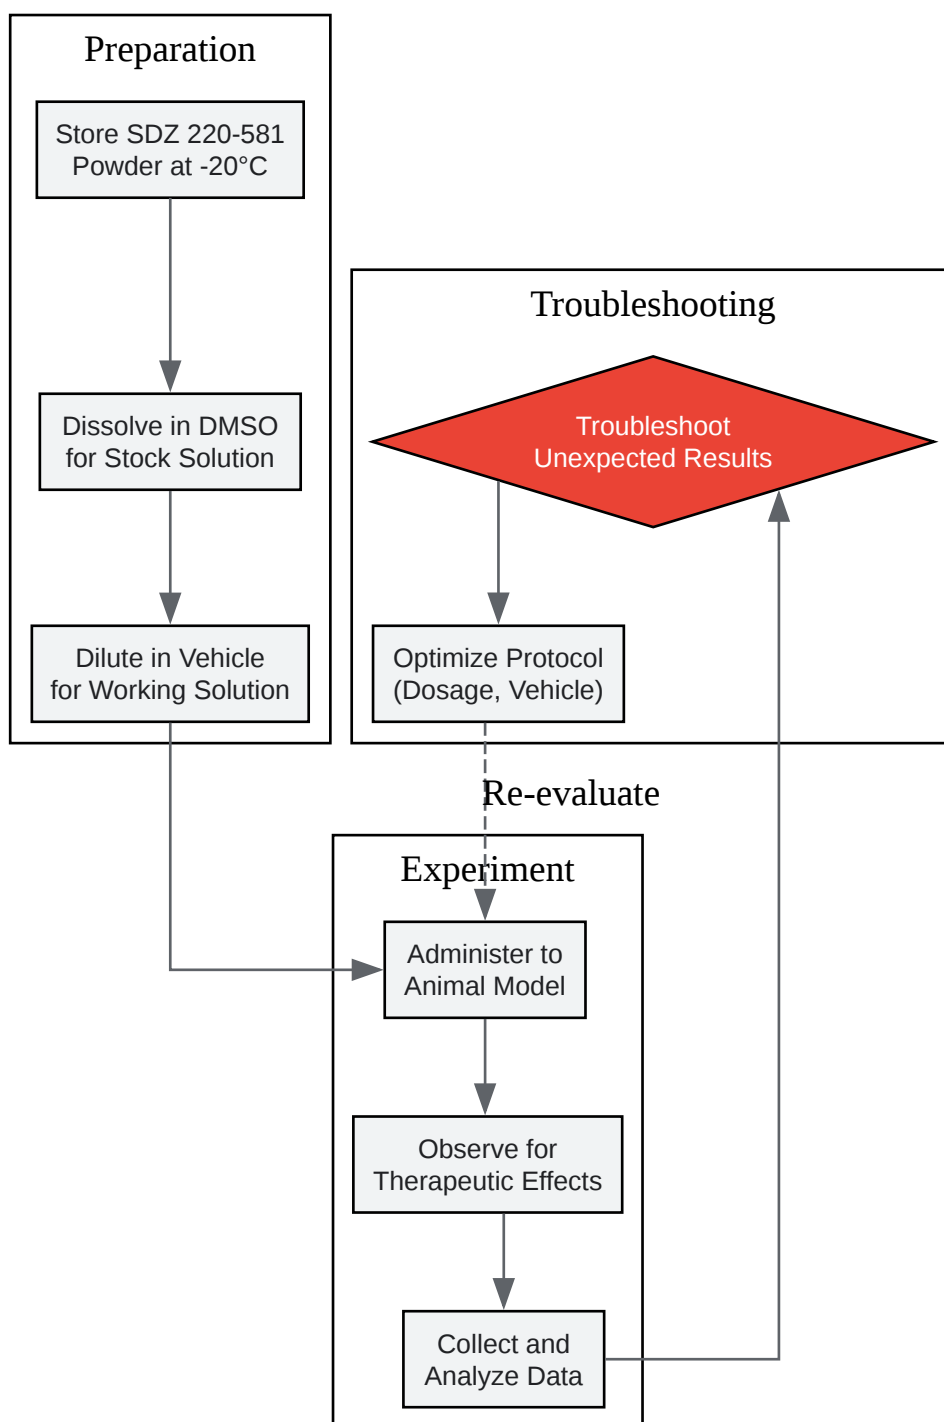 Preparation
Store SDZ 220-581
Powder at -20°C
Dissolve in DMSO
for Stock Solution
Dilute in Vehicle
for Working Solution
Troubleshooting
Troubleshoot
Unexpected Results
Optimize Protocol
(Dosage, Vehicle)
Re-evaluate
Experiment
Administer to
Animal Model
Observe for
Therapeutic Effects
Collect and
Analyze Data